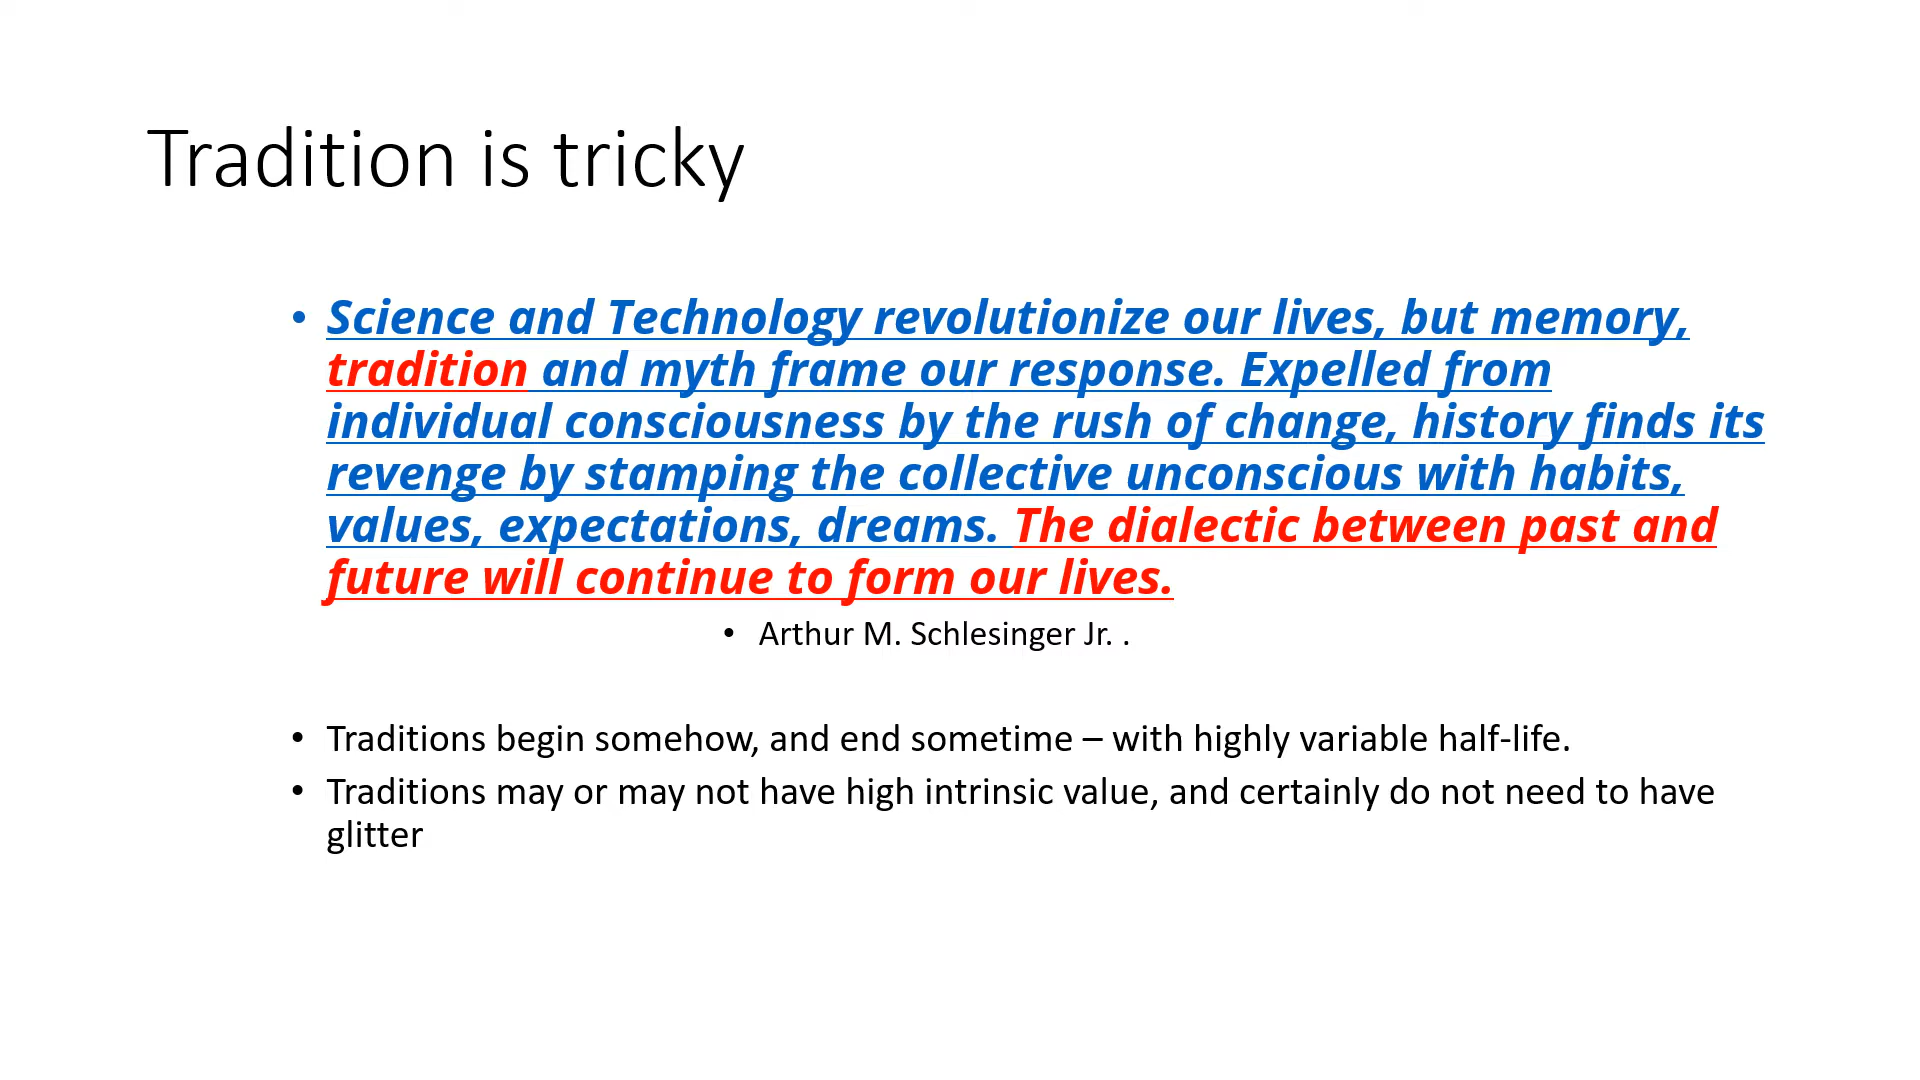 Tradition is tricky
• Science and Technology revolutionize our lives, but memory,
tradition and myth frame our response. Expelled from
individual consciousness by the rush of change, history finds its
revenge by stamping the collective unconscious with habits,
values, expectations, dreams. The dialectic between past and
future will continue to form our lives.
• Arthur M. Schlesinger Jr. .
• Traditions begin somehow, and end sometime – with highly variable half-life.
• Traditions may or may not have high intrinsic value, and certainly do not need to have
glitter